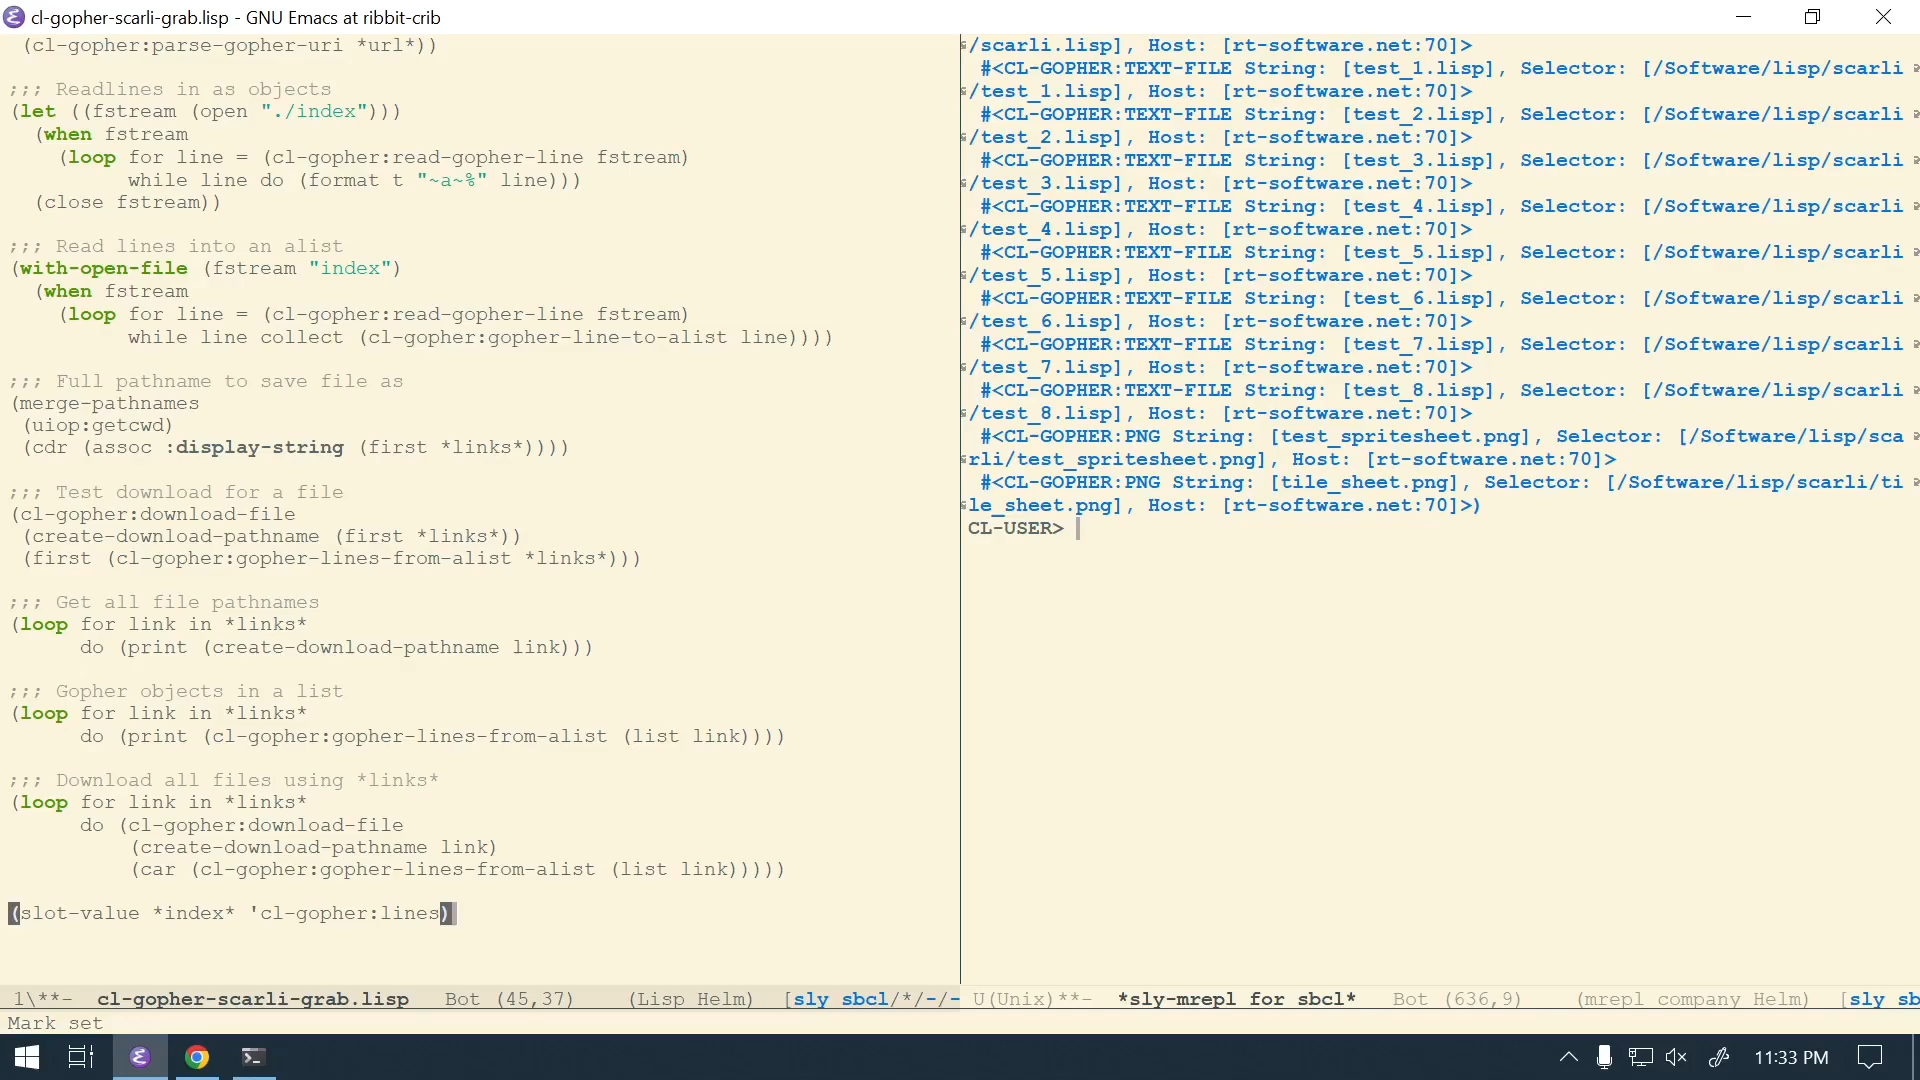 cl-gopher-scarli-grab.lisp - GNU Emacs at ribbit-crib
(cl-gopher:parse-gopher-uri *url*))
;;; Readlines in as objects
(let ((fstream (open "./index")))
(when fstream
(loop for line = (cl-gopher:read-gopher-line fstream)
while line do (format t "~a~%" line)))
(close fstream))
;;; Read lines into an alist
(with-open-file (fstream "index")
(when fstream
(loop for line = (cl-gopher:read-gopher-line fstream)
while line collect (cl-gopher:gopher-line-to-alist line))))
;;; Full pathname to save file as
(merge-pathnames
(uiop:getcwd)
(cdr (assoc :display-string (first *links*))))
;;; Test download for a file
(cl-gopher:download-file
(create-download-pathname (first *links*))
(first (cl-gopher:gopher-lines-from-alist *links*)))
;;; Get all file pathnames
(loop for link in *links*
do (print (create-download-pathname link)))
;;; Gopher objects in a list
(loop for link in *links*
do (print (cl-gopher:gopher-lines-from-alist (list link))))
;;; Download all files using *links*
(loop for link in *links*
do (cl-gopher:download-file
(create-download-pathname link)
(car (cl-gopher:gopher-lines-from-alist (list link)))))
(slot-value *index* 'cl-gopher:lines)
1\**-  cl-gopher-scarli-grab.lisp   Bot (45,37)    (Lisp Helm)  [sly sbcl/*/-/-
Mark set
/scarli.lisp], Host: [rt-software.net:70]>
#<CL-GOPHER:TEXT-FILE String: [test_1.lisp], Selector: [/Software/lisp/scarli
/test_1.lisp], Host: [rt-software.net:70]>
#<CL-GOPHER:TEXT-FILE String: [test_2.lisp], Selector: [/Software/lisp/scarli
/test_2.lisp], Host: [rt-software.net:70]>
#<CL-GOPHER:TEXT-FILE String: [test_3.lisp], Selector: [/Software/lisp/scarli
/test_3.lisp], Host: [rt-software.net:70]>
#<CL-GOPHER:TEXT-FILE String: [test_4.lisp], Selector: [/Software/lisp/scarli
/test_4.lisp], Host: [rt-software.net:70]>
#<CL-GOPHER:TEXT-FILE String: [test_5.lisp], Selector: [/Software/lisp/scarli
/test_5.lisp], Host: [rt-software.net:70]>
#<CL-GOPHER:TEXT-FILE String: [test_6.lisp], Selector: [/Software/lisp/scarli
/test_6.lisp], Host: [rt-software.net:70]>
#<CL-GOPHER:TEXT-FILE String: [test_7.lisp], Selector: [/Software/lisp/scarli
/test_7.lisp], Host: [rt-software.net:70]>
#<CL-GOPHER:TEXT-FILE String: [test_8.lisp], Selector: [/Software/lisp/scarli
/test_8.lisp], Host: [rt-software.net:70]>
#<CL-GOPHER:PNG String: [test_spritesheet.png], Selector: [/Software/lisp/sca
rli/test_spritesheet.png], Host: [rt-software.net:70]>
#<CL-GOPHER:PNG String: [tile_sheet.png], Selector: [/Software/lisp/scarli/ti
le_sheet.png], Host: [rt-software.net:70]>)
CL-USER>
U(Unix)**-  *sly-mrepl for sbcl*   Bot (636,9)    (mrepl company Helm)  [sly sb
11:33 PM